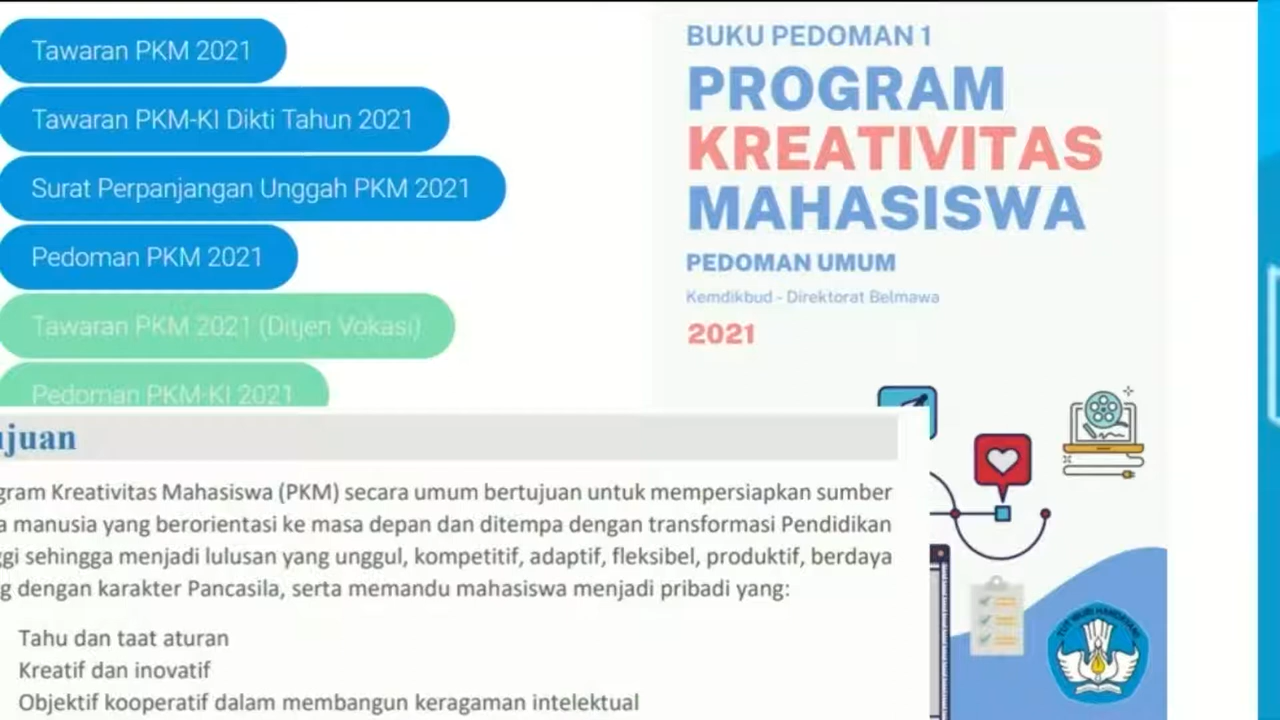 Tawaran PKM 2021
Tawaran PKM-KI Dikti Tahun 2021
Surat Perpanjangan Unggah PKM 2021
Pedoman PKM 2021
Tawaran PKM 2021 (Ditjen Vokasi)
Pedoman PKM-KI 2021
BUKU PEDOMAN 1
PROGRAM
KREATIVITAS
MAHASISWA
PEDOMAN UMUM
Kemdikbud - Direktorat Belmawa
2021
TUT WURI HANDAYANI
juan
gram Kreativitas Mahasiswa (PKM) secara umum bertujuan untuk mempersiapkan sumber
a manusia yang berorientasi ke masa depan dan ditempa dengan transformasi Pendidikan
ggi sehingga menjadi lulusan yang unggul, kompetitif, adaptif, fleksibel, produktif, berdaya
g dengan karakter Pancasila, serta memandu mahasiswa menjadi pribadi yang:
Tahu dan taat aturan
Kreatif dan inovatif
Objektif kooperatif dalam membangun keragaman intelektual